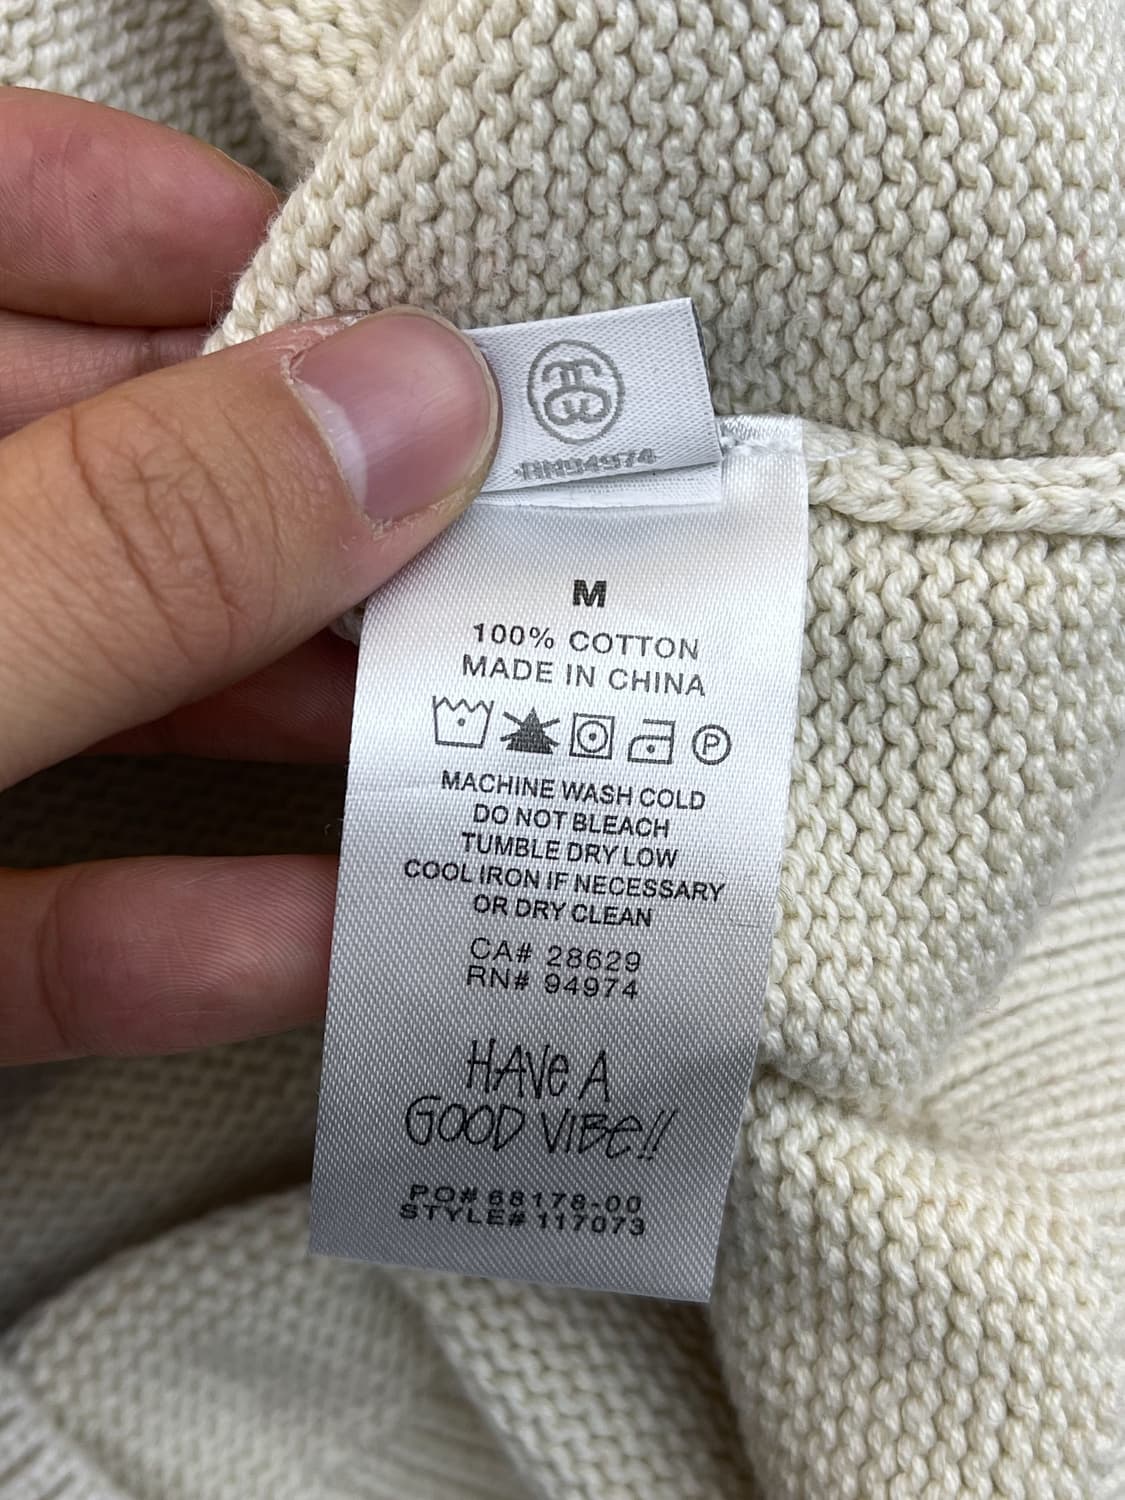 RN94974
M
100% COTTON
MADE IN CHINA
P
MACHINE WASH COLD
DO NOT BLEACH
TUMBLE DRY LOW
COOL IRON IF NECESSARY
OR DRY CLEAN
CA# 28629
RN# 94974
HAVe A
GOOD VIBe!!
PO# 68178-00
STYLE# 117073